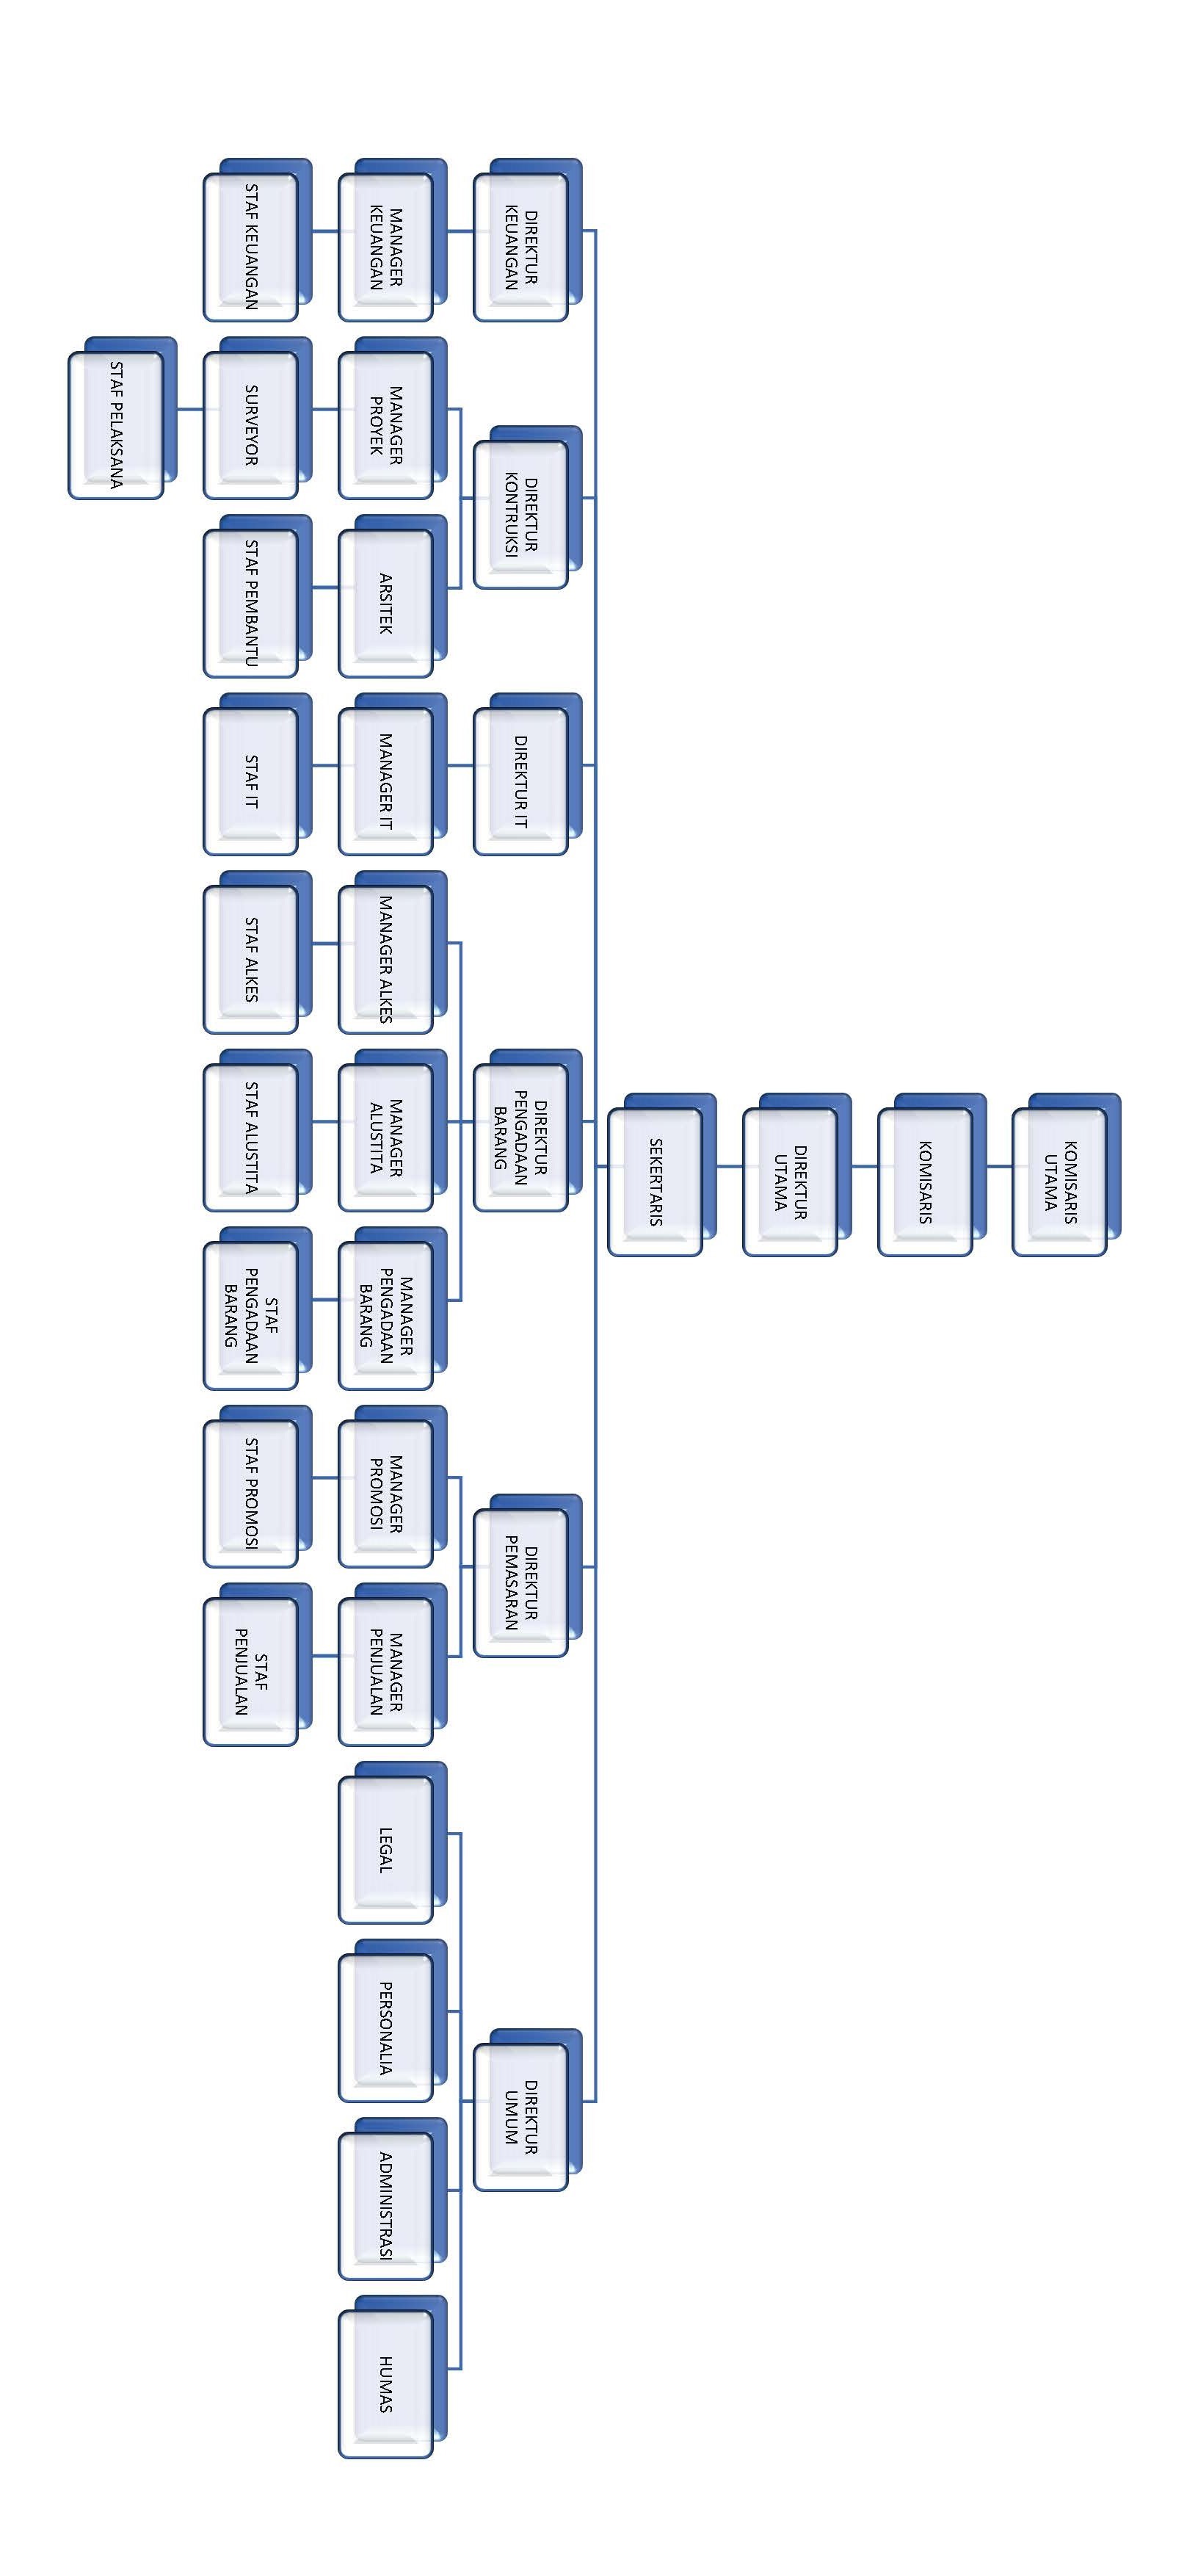 KOMISARIS
UTAMA
KOMISARIS
DIREKTUR
UTAMA
SEKERTARIS
DIREKTUR
KEUANGAN
DIREKTUR
KONTRUKSI
DIREKTUR IT
DIREKTUR
PENGADAAN
BARANG
DIREKTUR
PEMASARAN
DIREKTUR
UMUM
MANAGER
KEUANGAN
MANAGER
PROYEK
ARSITEK
MANAGER IT
MANAGER ALKES
MANAGER
ALUSTITA
MANAGER
PENGADAAN
BARANG
MANAGER
PROMOSI
MANAGER
PENJUALAN
LEGAL
PERSONALIA
ADMINISTRASI
HUMAS
STAF KEUANGAN
SURVEYOR
STAF PEMBANTU
STAF IT
STAF ALKES
STAF ALUSTITA
STAF
PENGADAAN
BARANG
STAF PROMOSI
STAF
PENJUALAN
STAF PELAKSANA